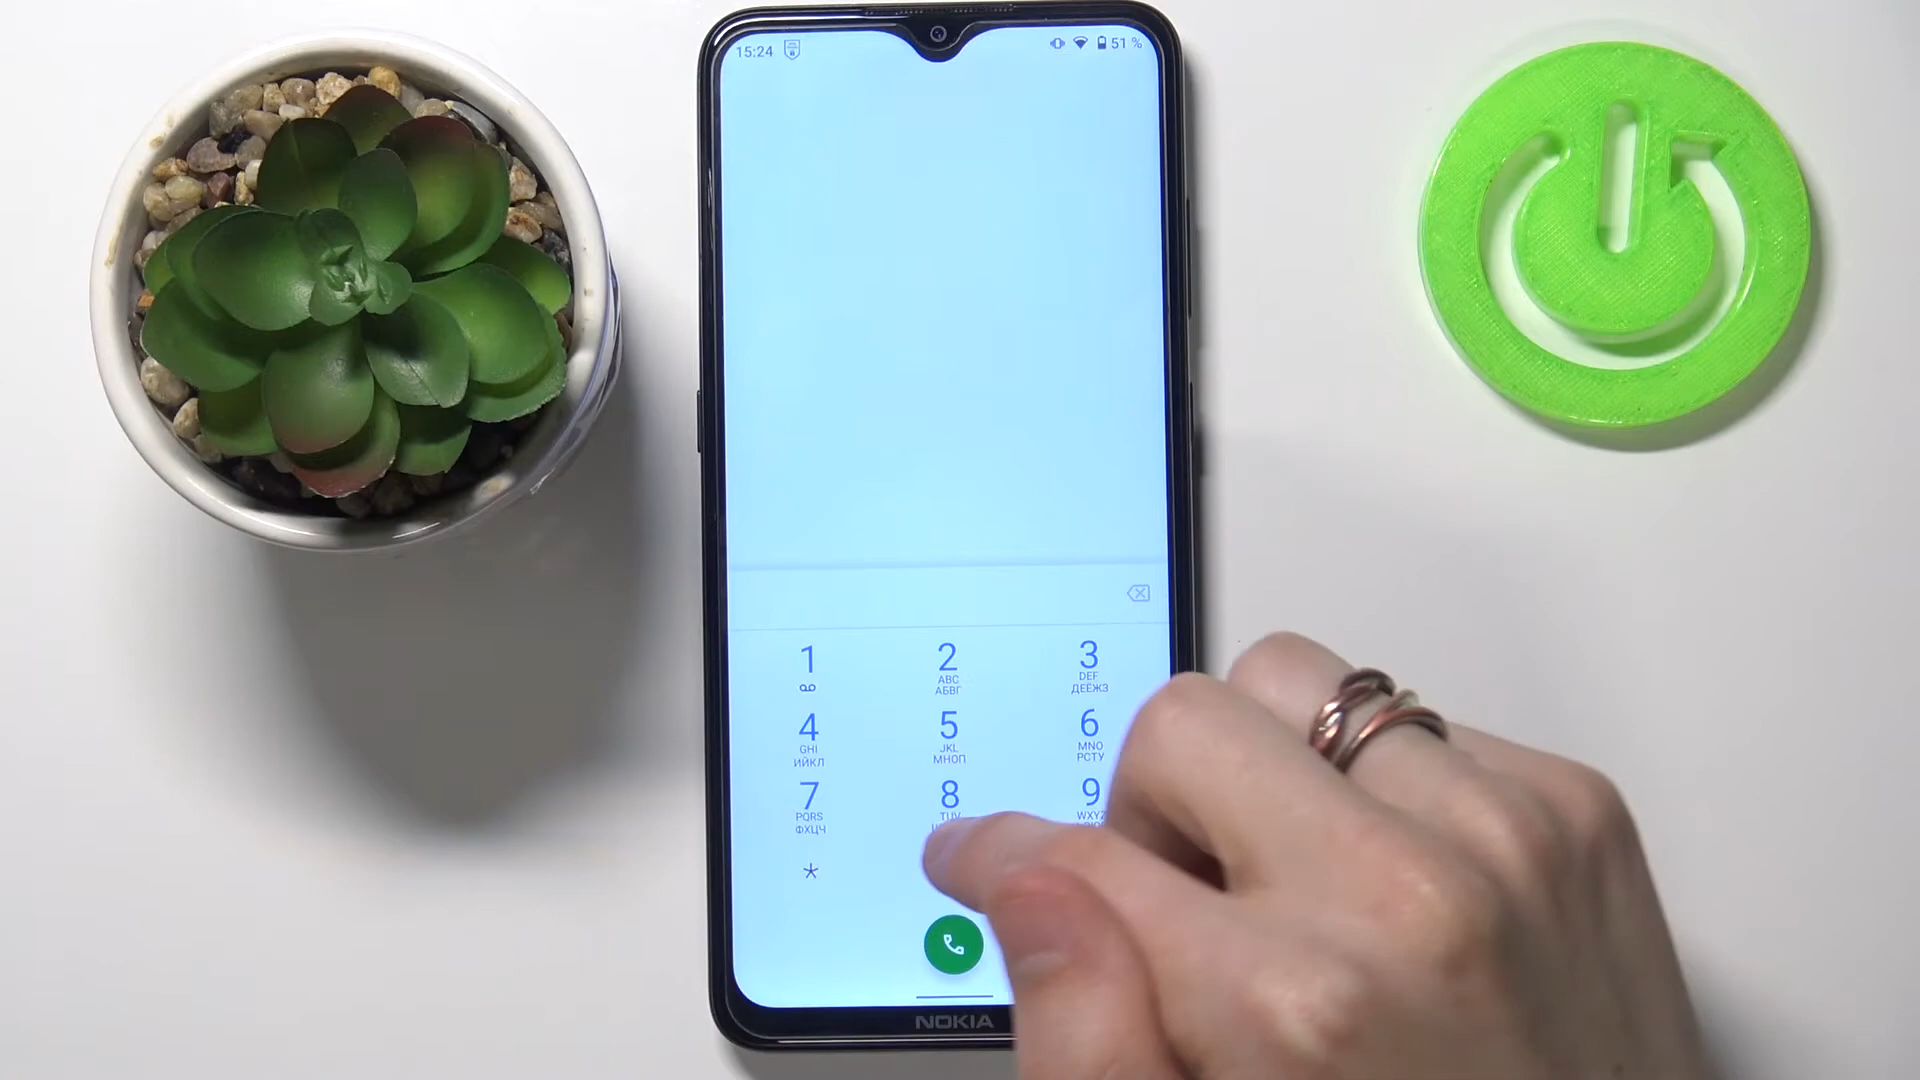 15:24 51 %
1 2 3
ABC DEF
АБВГ ДЕЁЖЗ
4 5 6
GHI JKL MNO
ИЙКЛ МНОП РСТУ
7 8 9
PQRS TUV WXYZ
ФХЦЧ
*
NOKIA